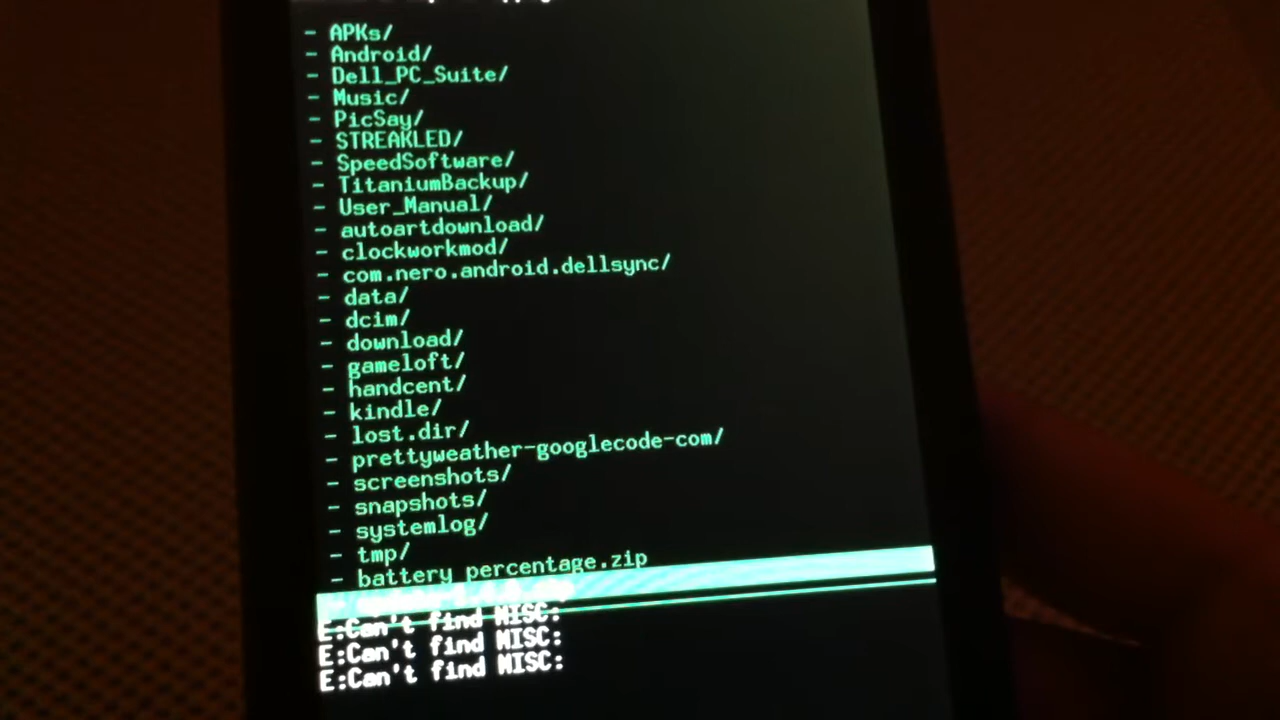 - APKs/
- Android/
- Dell_PC_Suite/
- Music/
- PicSay/
- STREAKLED/
- SpeedSoftware/
- TitaniumBackup/
- User_Manual/
- autoartdownload/
- clockworkmod/
- com.nero.android.dellsync/
- data/
- dcim/
- download/
- gameloft/
- handcent/
- kindle/
- lost.dir/
- prettyweather-googlecode-com/
- screenshots/
- snapshots/
- systemlog/
- tmp/
- battery percentage.zip
E:Can't find MISC:
E:Can't find MISC:
E:Can't find MISC: